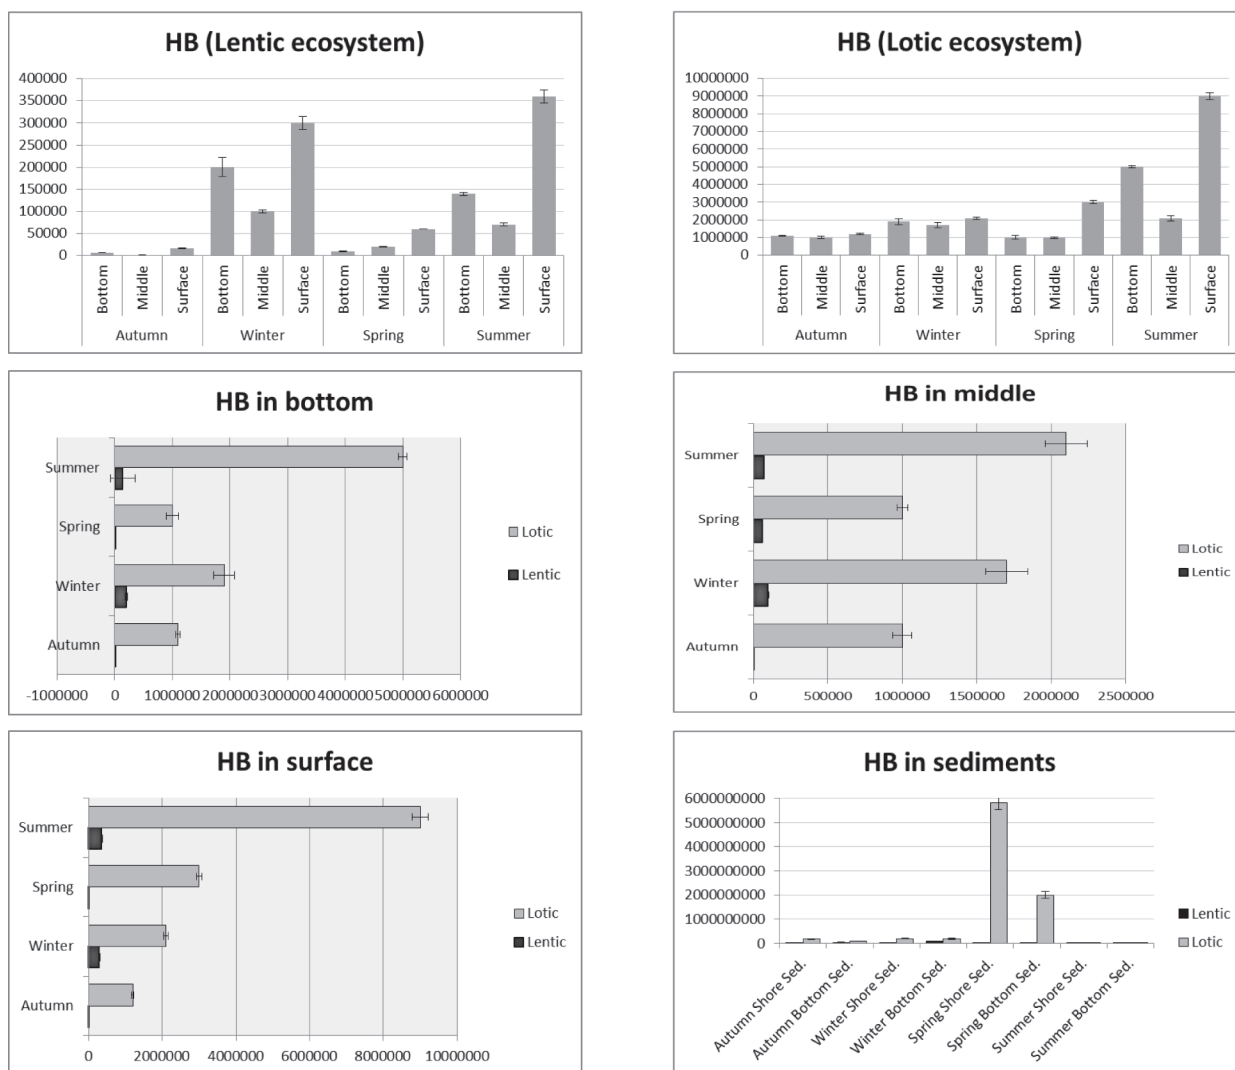 HB (Lentic ecosystem)
400000
350000
300000
250000
200000
150000
100000
50000
0
Bottom Middle Surface Bottom Middle Surface Bottom Middle Surface Bottom Middle Surface
Autumn Winter Spring Summer
HB (Lotic ecosystem)
10000000
9000000
8000000
7000000
6000000
5000000
4000000
3000000
2000000
1000000
0
Bottom Middle Surface Bottom Middle Surface Bottom Middle Surface Bottom Middle Surface
Autumn Winter Spring Summer
HB in bottom
Summer
Spring
Winter
Autumn
-1000000 0 1000000 2000000 3000000 4000000 5000000 6000000
Lotic
Lentic
HB in middle
Summer
Spring
Winter
Autumn
0 500000 1000000 1500000 2000000 2500000
Lotic
Lentic
HB in surface
Summer
Spring
Winter
Autumn
0 2000000 4000000 6000000 8000000 10000000
Lotic
Lentic
HB in sediments
6000000000
5000000000
4000000000
3000000000
2000000000
1000000000
0
Autumn Shore Sed.
Autumn Bottom Sed.
Winter Shore Sed.
Winter Bottom Sed.
Spring Shore Sed.
Spring Bottom Sed.
Summer Shore Sed.
Summer Bottom Sed.
Lentic
Lotic